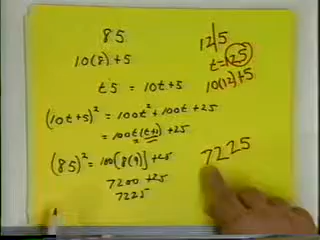 85
10(8)+5
t5 = 10t+5
(10t+5)² = 100t² + 100t + 25
= 100t(t+1) + 25
(85)² = 100[8(9)] + 25
7200 + 25
7225
12|5
t=125
10(12)+5
7225